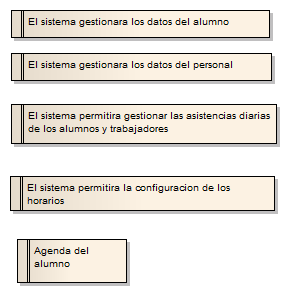 El sistema gestionara los datos del alumno
El sistema gestionara los datos del personal
El sistema permitira gestionar las asistencias diarias
de los alumnos y trabajadores
El sistema permitira la configuracion de los
horarios
Agenda del
alumno